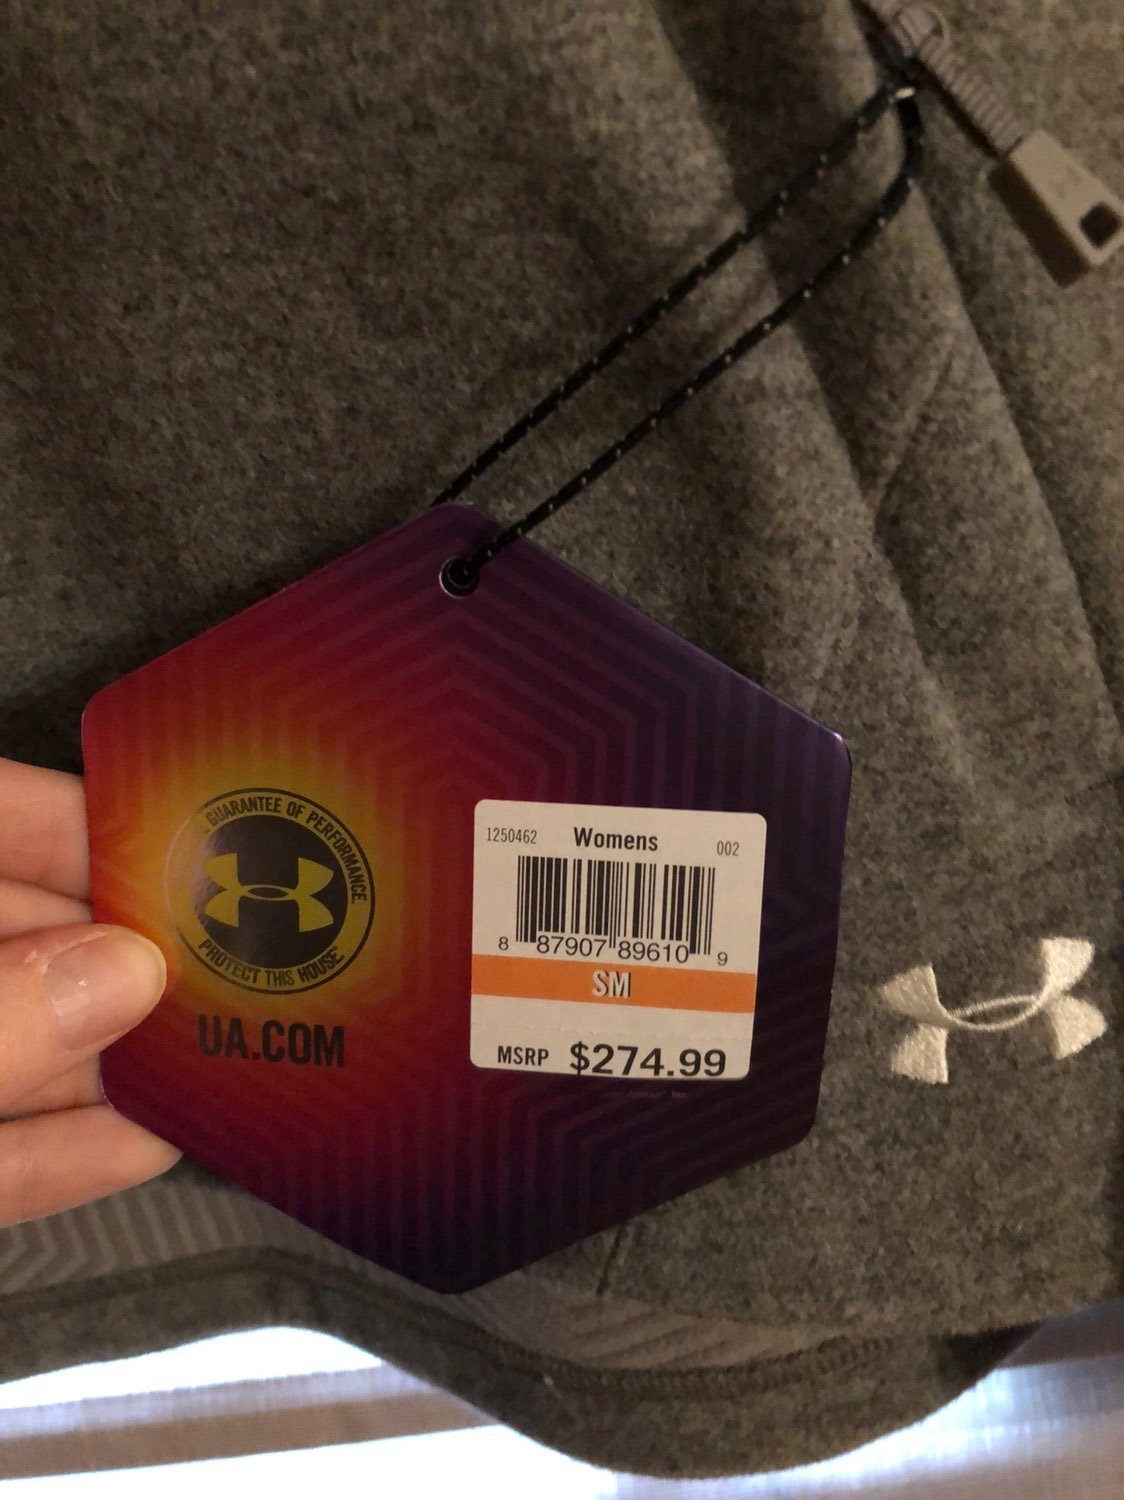 GUARANTEE OF PERFORMANCE.
PROTECT THIS HOUSE
UA.COM
1250462 Womens 002
8 87907 89610 9
SM
MSRP $274.99
Inc.